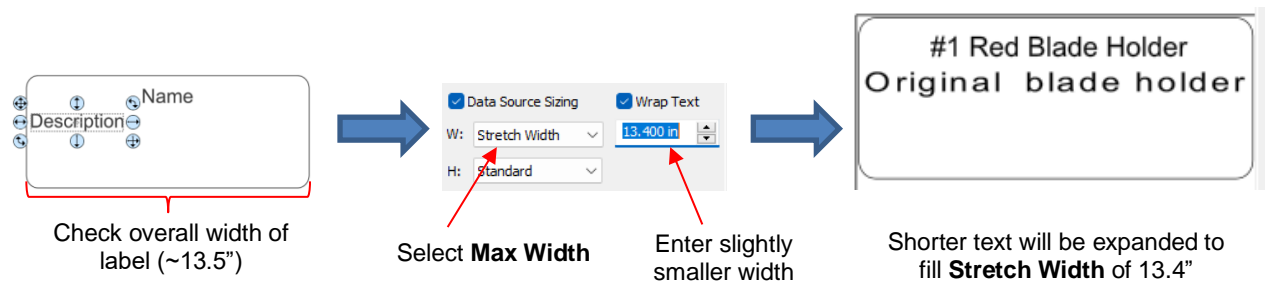 Name
Description
Check overall width of
label (~13.5”)
Data Source Sizing
Wrap Text
W: Stretch Width
13.400 in
H: Standard
Select Max Width
Enter slightly
smaller width
#1 Red Blade Holder
Original blade holder
Shorter text will be expanded to
fill Stretch Width of 13.4”